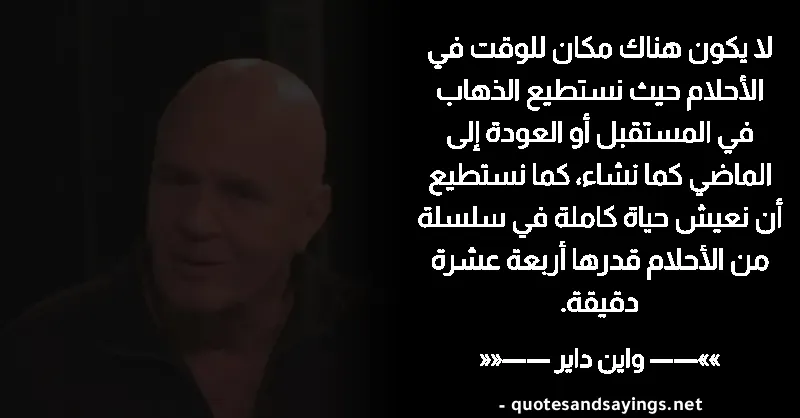 لا يكون هناك مكان للوقت في
الأحلام حيث نستطيع الذهاب
في المستقبل أو العودة إلى
الماضي كما نشاء، كما نستطيع
أن نعيش حياة كاملة في سلسلة
من الأحلام قدرها أربعة عشرة
دقيقة.
»»—— واين داير ——««
- quotesandsayings.net